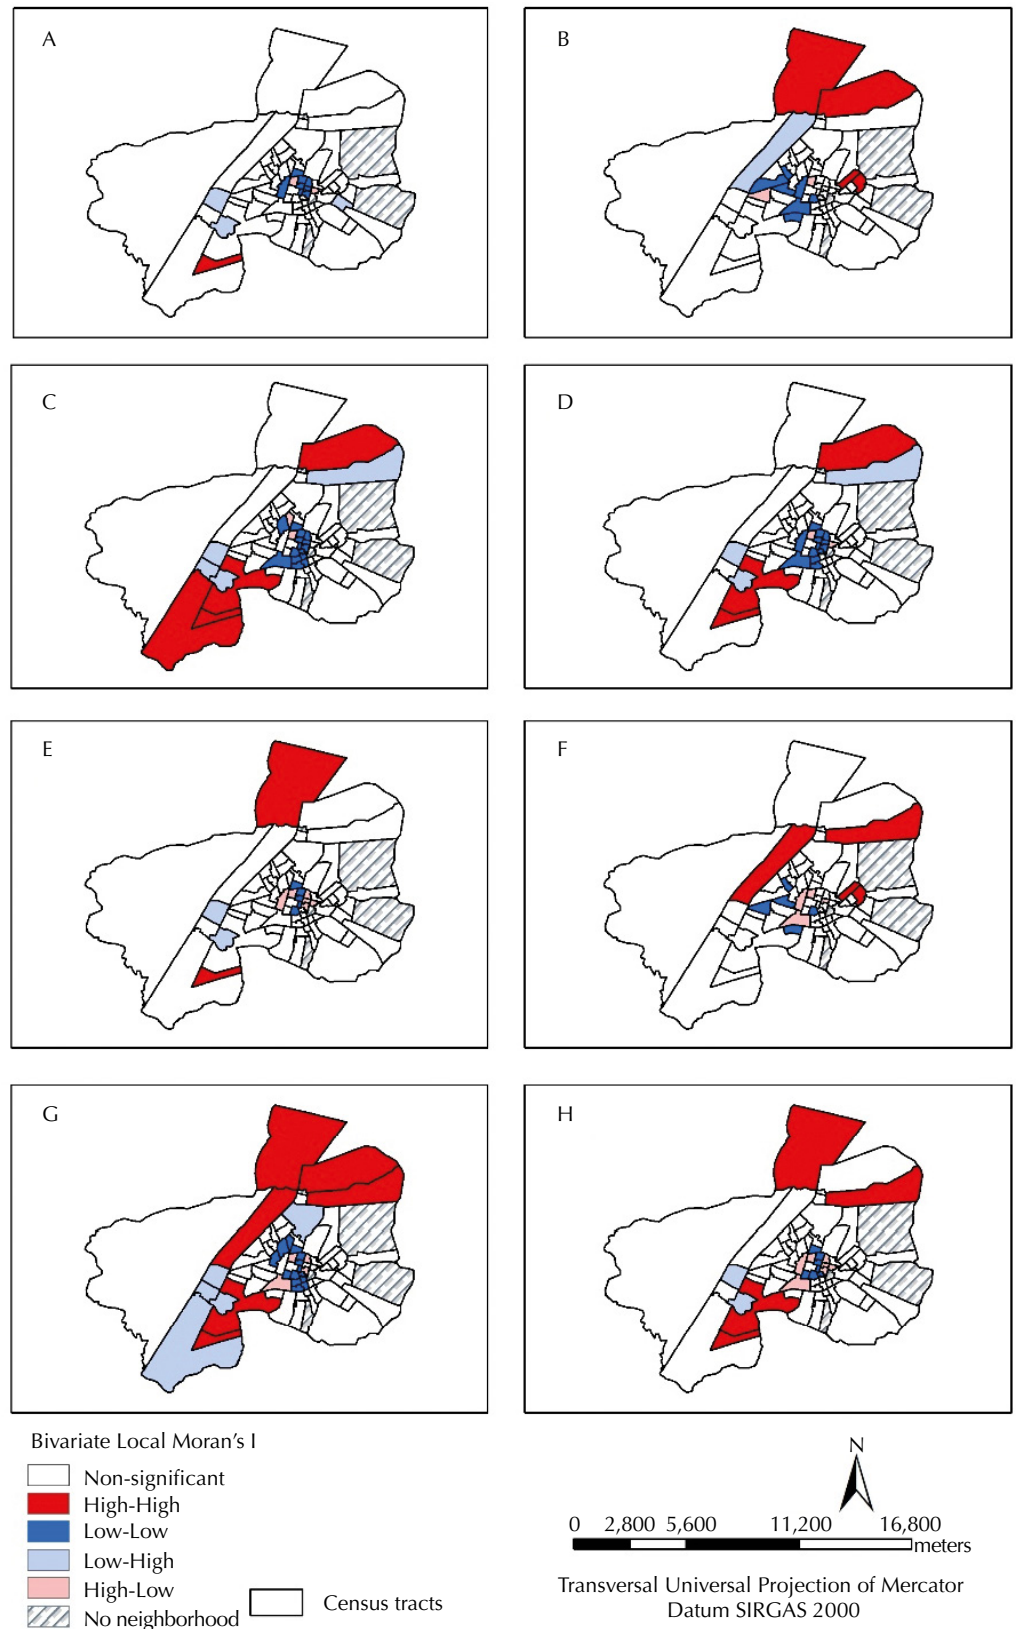 A
B
C
D
E
F
G
H
Bivariate Local Moran's I
Non-significant
High-High
Low-Low
Low-High
High-Low
No neighborhood
Census tracts
N
0 2,800 5,600 11,200 16,800
meters
Transversal Universal Projection of Mercator
Datum SIRGAS 2000